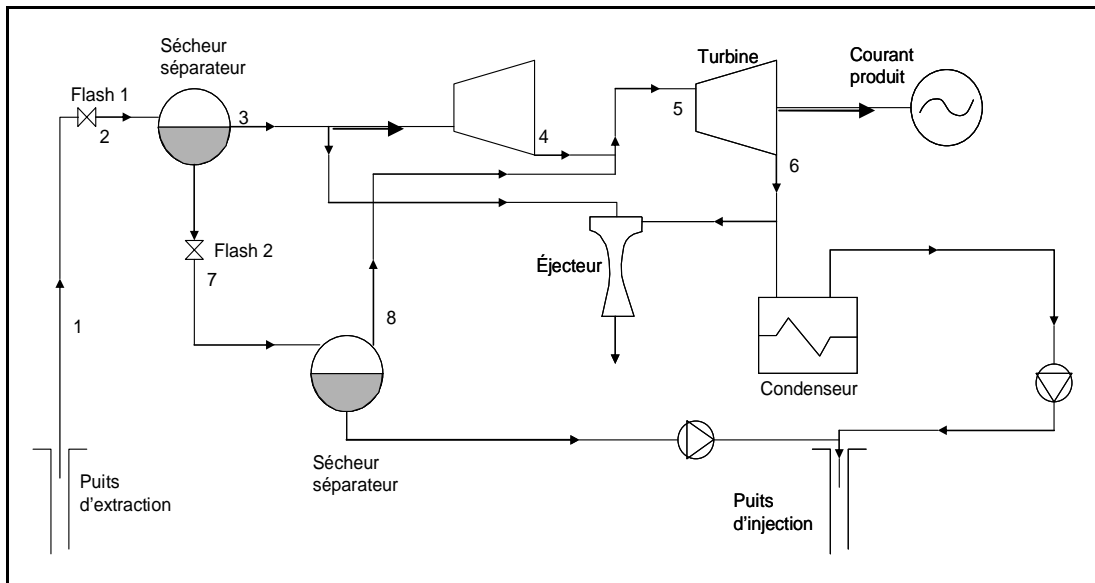 Sécheur
séparateur
Turbine
Courant
produit
Flash 1
2
3
5
4
6
Flash 2
7
Éjecteur
1
8
Condenseur
Sécheur
séparateur
Puits
d'extraction
Puits
d'injection